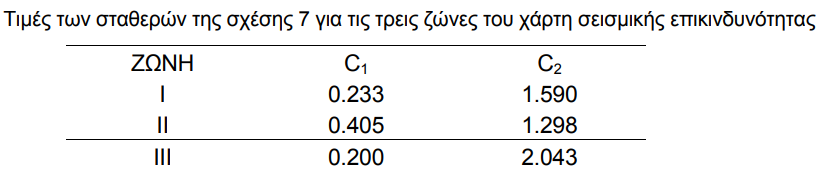 Τιμές των σταθερών της σχέσης 7 για τις τρεις ζώνες του χάρτη σεισμικής επικινδυνότητας
ΖΩΝΗ C₁ C₂
I 0.233 1.590
II 0.405 1.298
III 0.200 2.043